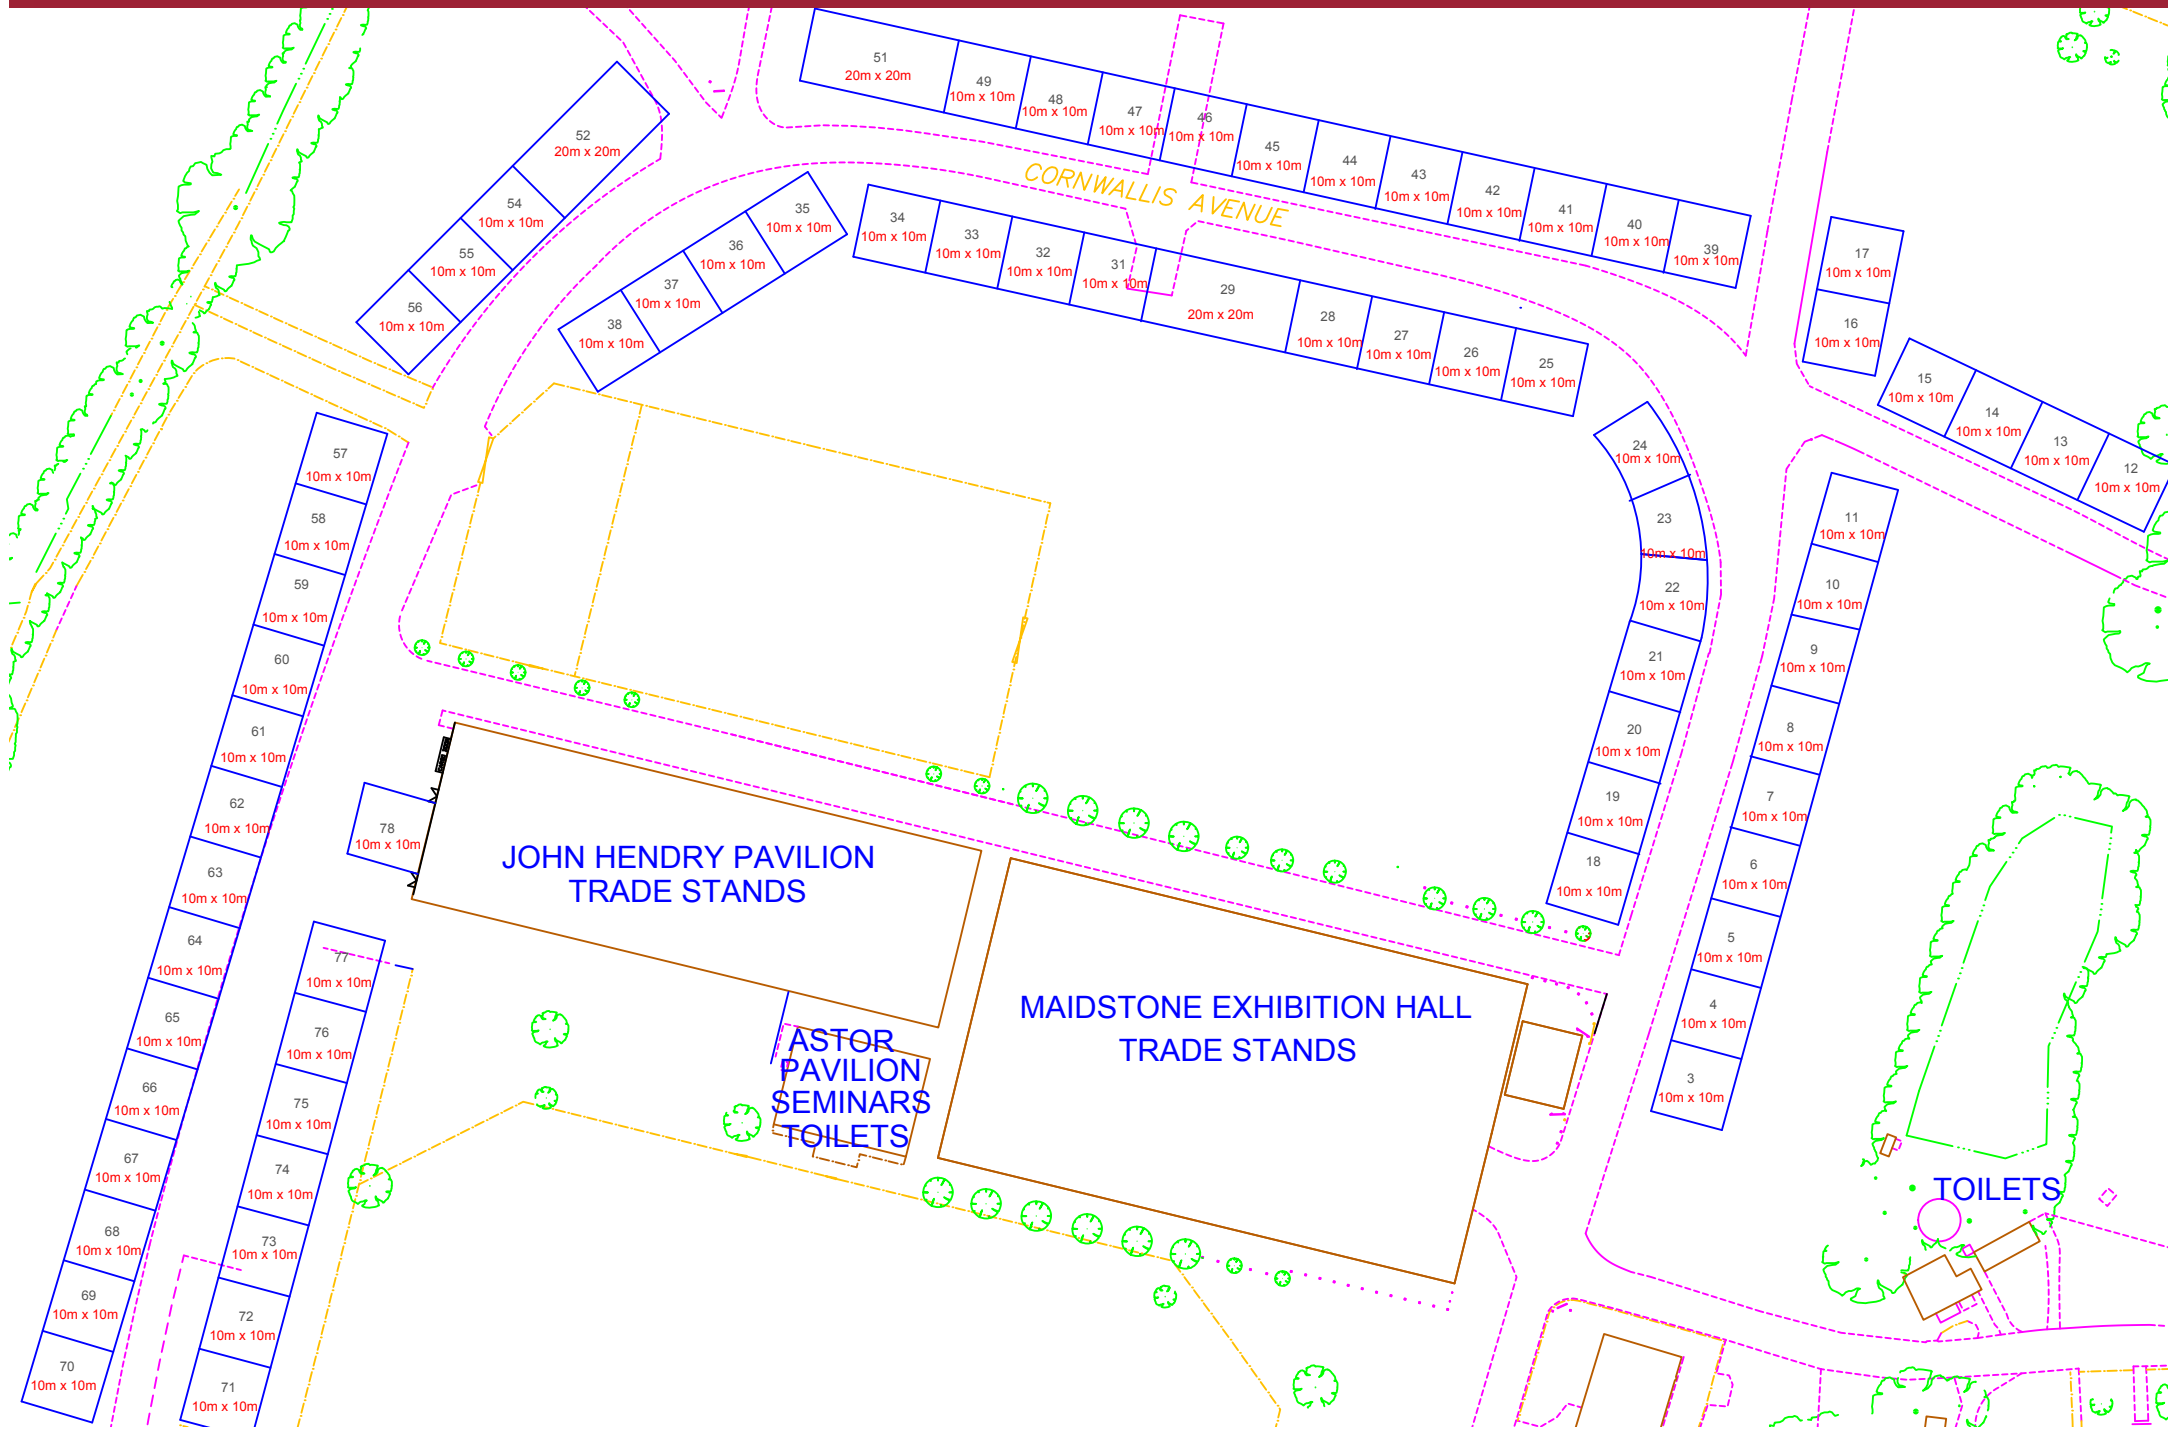 51
20m x 20m
49
10m x 10m
48
10m x 10m
47
10m x 10m
46
10m x 10m
45
10m x 10m
44
10m x 10m
43
10m x 10m
42
10m x 10m
41
10m x 10m
40
10m x 10m
39
10m x 10m
52
20m x 20m
54
10m x 10m
55
10m x 10m
56
10m x 10m
CORNWALLIS AVENUE
35
10m x 10m
36
10m x 10m
37
10m x 10m
38
10m x 10m
34
10m x 10m
33
10m x 10m
32
10m x 10m
31
10m x 10m
29
20m x 20m
28
10m x 10m
27
10m x 10m
26
10m x 10m
25
10m x 10m
17
10m x 10m
16
10m x 10m
15
10m x 10m
14
10m x 10m
13
10m x 10m
12
10m x 10m
24
10m x 10m
23
10m x 10m
22
10m x 10m
21
10m x 10m
20
10m x 10m
19
10m x 10m
18
10m x 10m
11
10m x 10m
10
10m x 10m
9
10m x 10m
8
10m x 10m
7
10m x 10m
6
10m x 10m
5
10m x 10m
4
10m x 10m
3
10m x 10m
57
10m x 10m
58
10m x 10m
59
10m x 10m
60
10m x 10m
61
10m x 10m
62
10m x 10m
63
10m x 10m
64
10m x 10m
65
10m x 10m
66
10m x 10m
67
10m x 10m
68
10m x 10m
69
10m x 10m
70
10m x 10m
78
10m x 10m
77
10m x 10m
76
10m x 10m
75
10m x 10m
74
10m x 10m
73
10m x 10m
72
10m x 10m
71
10m x 10m
JOHN HENDRY PAVILION
TRADE STANDS
ASTOR
PAVILION
SEMINARS
TOILETS
MAIDSTONE EXHIBITION HALL
TRADE STANDS
TOILETS